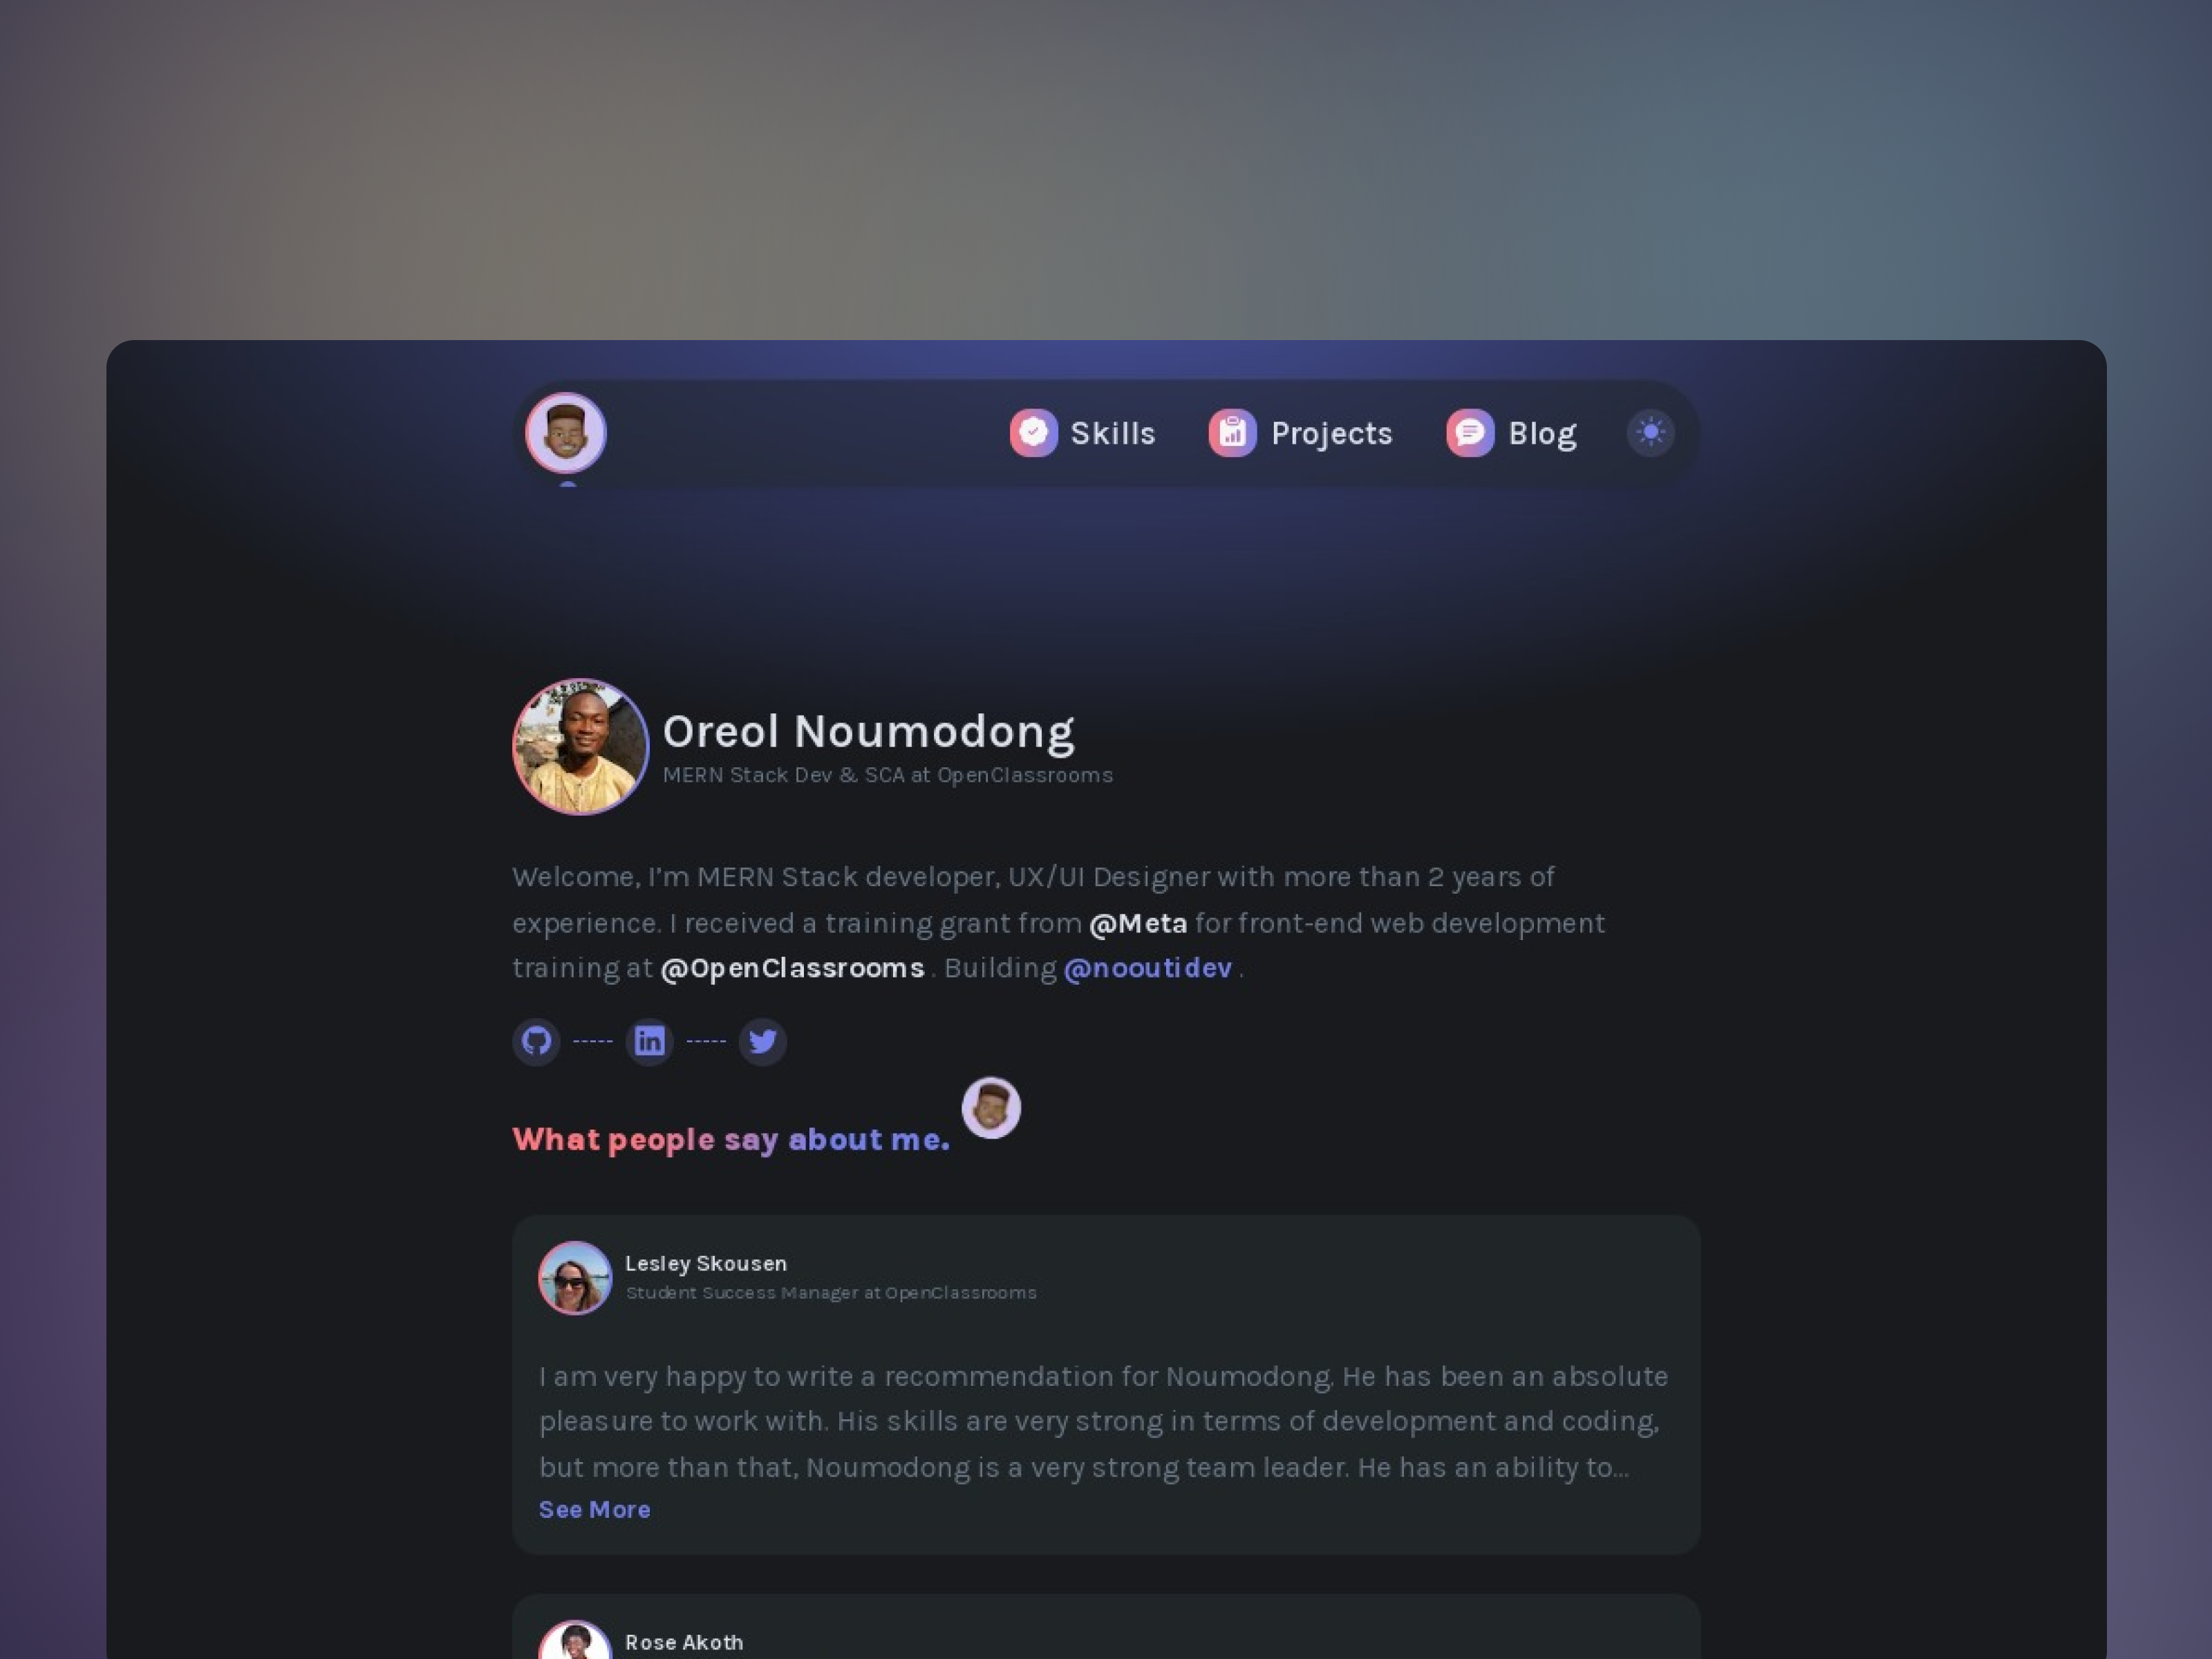 Skills Projects Blog
Oreol Noumodong
MERN Stack Dev & SCA at OpenClassrooms
Welcome, I'm MERN Stack developer, UX/UI Designer with more than 2 years of
experience. I received a training grant from @Meta for front-end web development
training at @OpenClassrooms . Building @nooutidev .
What people say about me.
Lesley Skousen
Student Success Manager at OpenClassrooms
I am very happy to write a recommendation for Noumodong. He has been an absolute
pleasure to work with. His skills are very strong in terms of development and coding,
but more than that, Noumodong is a very strong team leader. He has an ability to...
See More
Rose Akoth